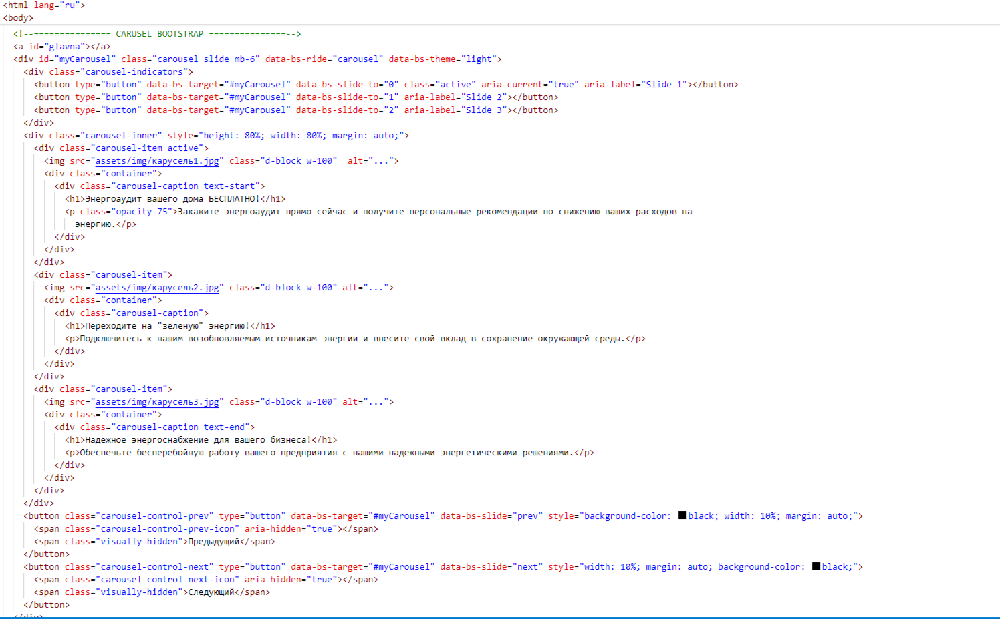 <html lang="ru">
<body>
<!--=============== CARUSEL BOOTSTRAP ===============-->
<a id="glavna"></a>
<div id="myCarousel" class="carousel slide mb-6" data-bs-ride="carousel" data-bs-theme="light">
<div class="carousel-indicators">
<button type="button" data-bs-target="#myCarousel" data-bs-slide-to="0" class="active" aria-current="true" aria-label="Slide 1"></button>
<button type="button" data-bs-target="#myCarousel" data-bs-slide-to="1" aria-label="Slide 2"></button>
<button type="button" data-bs-target="#myCarousel" data-bs-slide-to="2" aria-label="Slide 3"></button>
</div>
<div class="carousel-inner" style="height: 80%; width: 80%; margin: auto;">
<div class="carousel-item active">
<img src="assets/img/карусель1.jpg" class="d-block w-100"  alt="...">
<div class="container">
<div class="carousel-caption text-start">
<h1>Энергоаудит вашего дома БЕСПЛАТНО!</h1>
<p class="opacity-75">Закажите энергоаудит прямо сейчас и получите персональные рекомендации по снижению ваших расходов на
энергию.</p>
</div>
</div>
</div>
<div class="carousel-item">
<img src="assets/img/карусель2.jpg" class="d-block w-100" alt="...">
<div class="container">
<div class="carousel-caption">
<h1>Переходите на "зеленую" энергию!</h1>
<p>Подключитесь к нашим возобновляемым источникам энергии и внесите свой вклад в сохранение окружающей среды.</p>
</div>
</div>
</div>
<div class="carousel-item">
<img src="assets/img/карусель3.jpg" class="d-block w-100" alt="...">
<div class="container">
<div class="carousel-caption text-end">
<h1>Надежное энергоснабжение для вашего бизнеса!</h1>
<p>Обеспечьте бесперебойную работу вашего предприятия с нашими надежными энергетическими решениями.</p>
</div>
</div>
</div>
</div>
<button class="carousel-control-prev" type="button" data-bs-target="#myCarousel" data-bs-slide="prev" style="background-color: black; width: 10%; margin: auto;">
<span class="carousel-control-prev-icon" aria-hidden="true"></span>
<span class="visually-hidden">Предыдущий</span>
</button>
<button class="carousel-control-next" type="button" data-bs-target="#myCarousel" data-bs-slide="next" style="width: 10%; margin: auto; background-color: black;">
<span class="carousel-control-next-icon" aria-hidden="true"></span>
<span class="visually-hidden">Следующий</span>
</button>
</div>